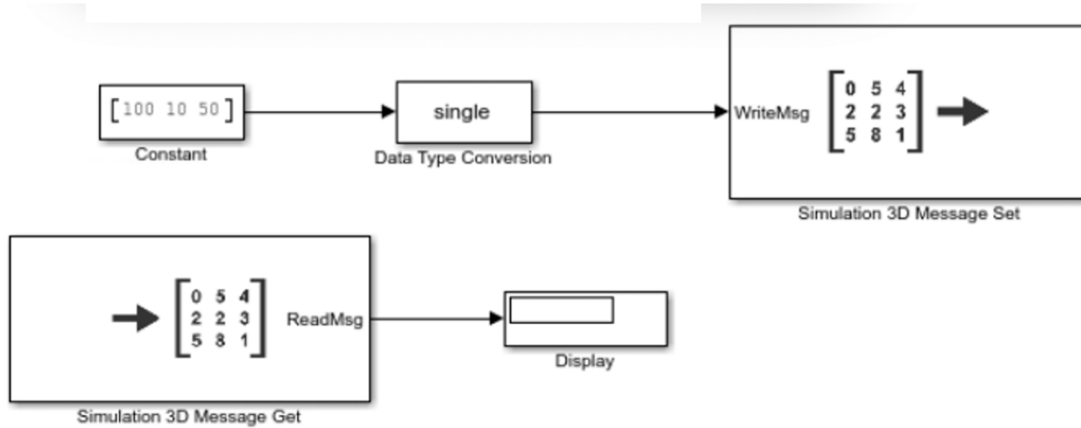 [100 10 50]
Constant
single
Data Type Conversion
WriteMsg
0 5 4
2 2 3
5 8 1
Simulation 3D Message Set
0 5 4
2 2 3
5 8 1
ReadMsg
Simulation 3D Message Get
Display